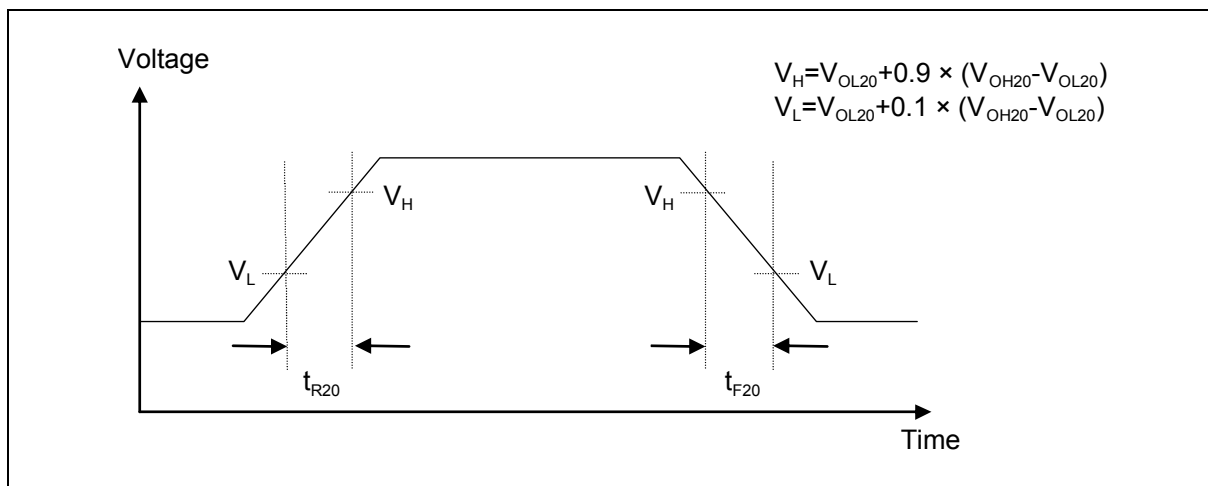 Voltage
V_H=V_OL20+0.9 × (V_OH20-V_OL20)
V_L=V_OL20+0.1 × (V_OH20-V_OL20)
V_H
V_H
V_L
V_L
t_R20
t_F20
Time